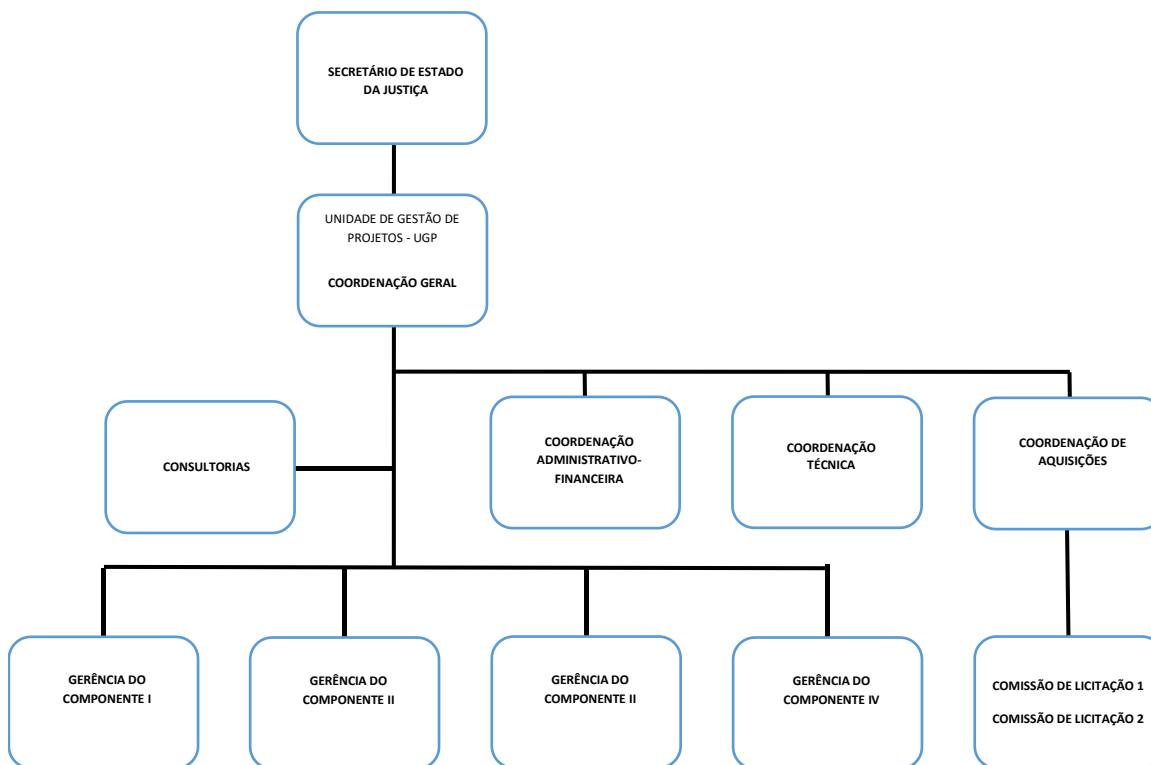 SECRETÁRIO DE ESTADO
DA JUSTIÇA
UNIDADE DE GESTÃO DE
PROJETOS - UGP
COORDENAÇÃO GERAL
CONSULTORIAS
COORDENAÇÃO
ADMINISTRATIVO-
FINANCEIRA
COORDENAÇÃO
TÉCNICA
COORDENAÇÃO DE
AQUISIÇÕES
GERÊNCIA DO
COMPONENTE I
GERÊNCIA DO
COMPONENTE II
GERÊNCIA DO
COMPONENTE II
GERÊNCIA DO
COMPONENTE IV
COMISSÃO DE LICITAÇÃO 1
COMISSÃO DE LICITAÇÃO 2